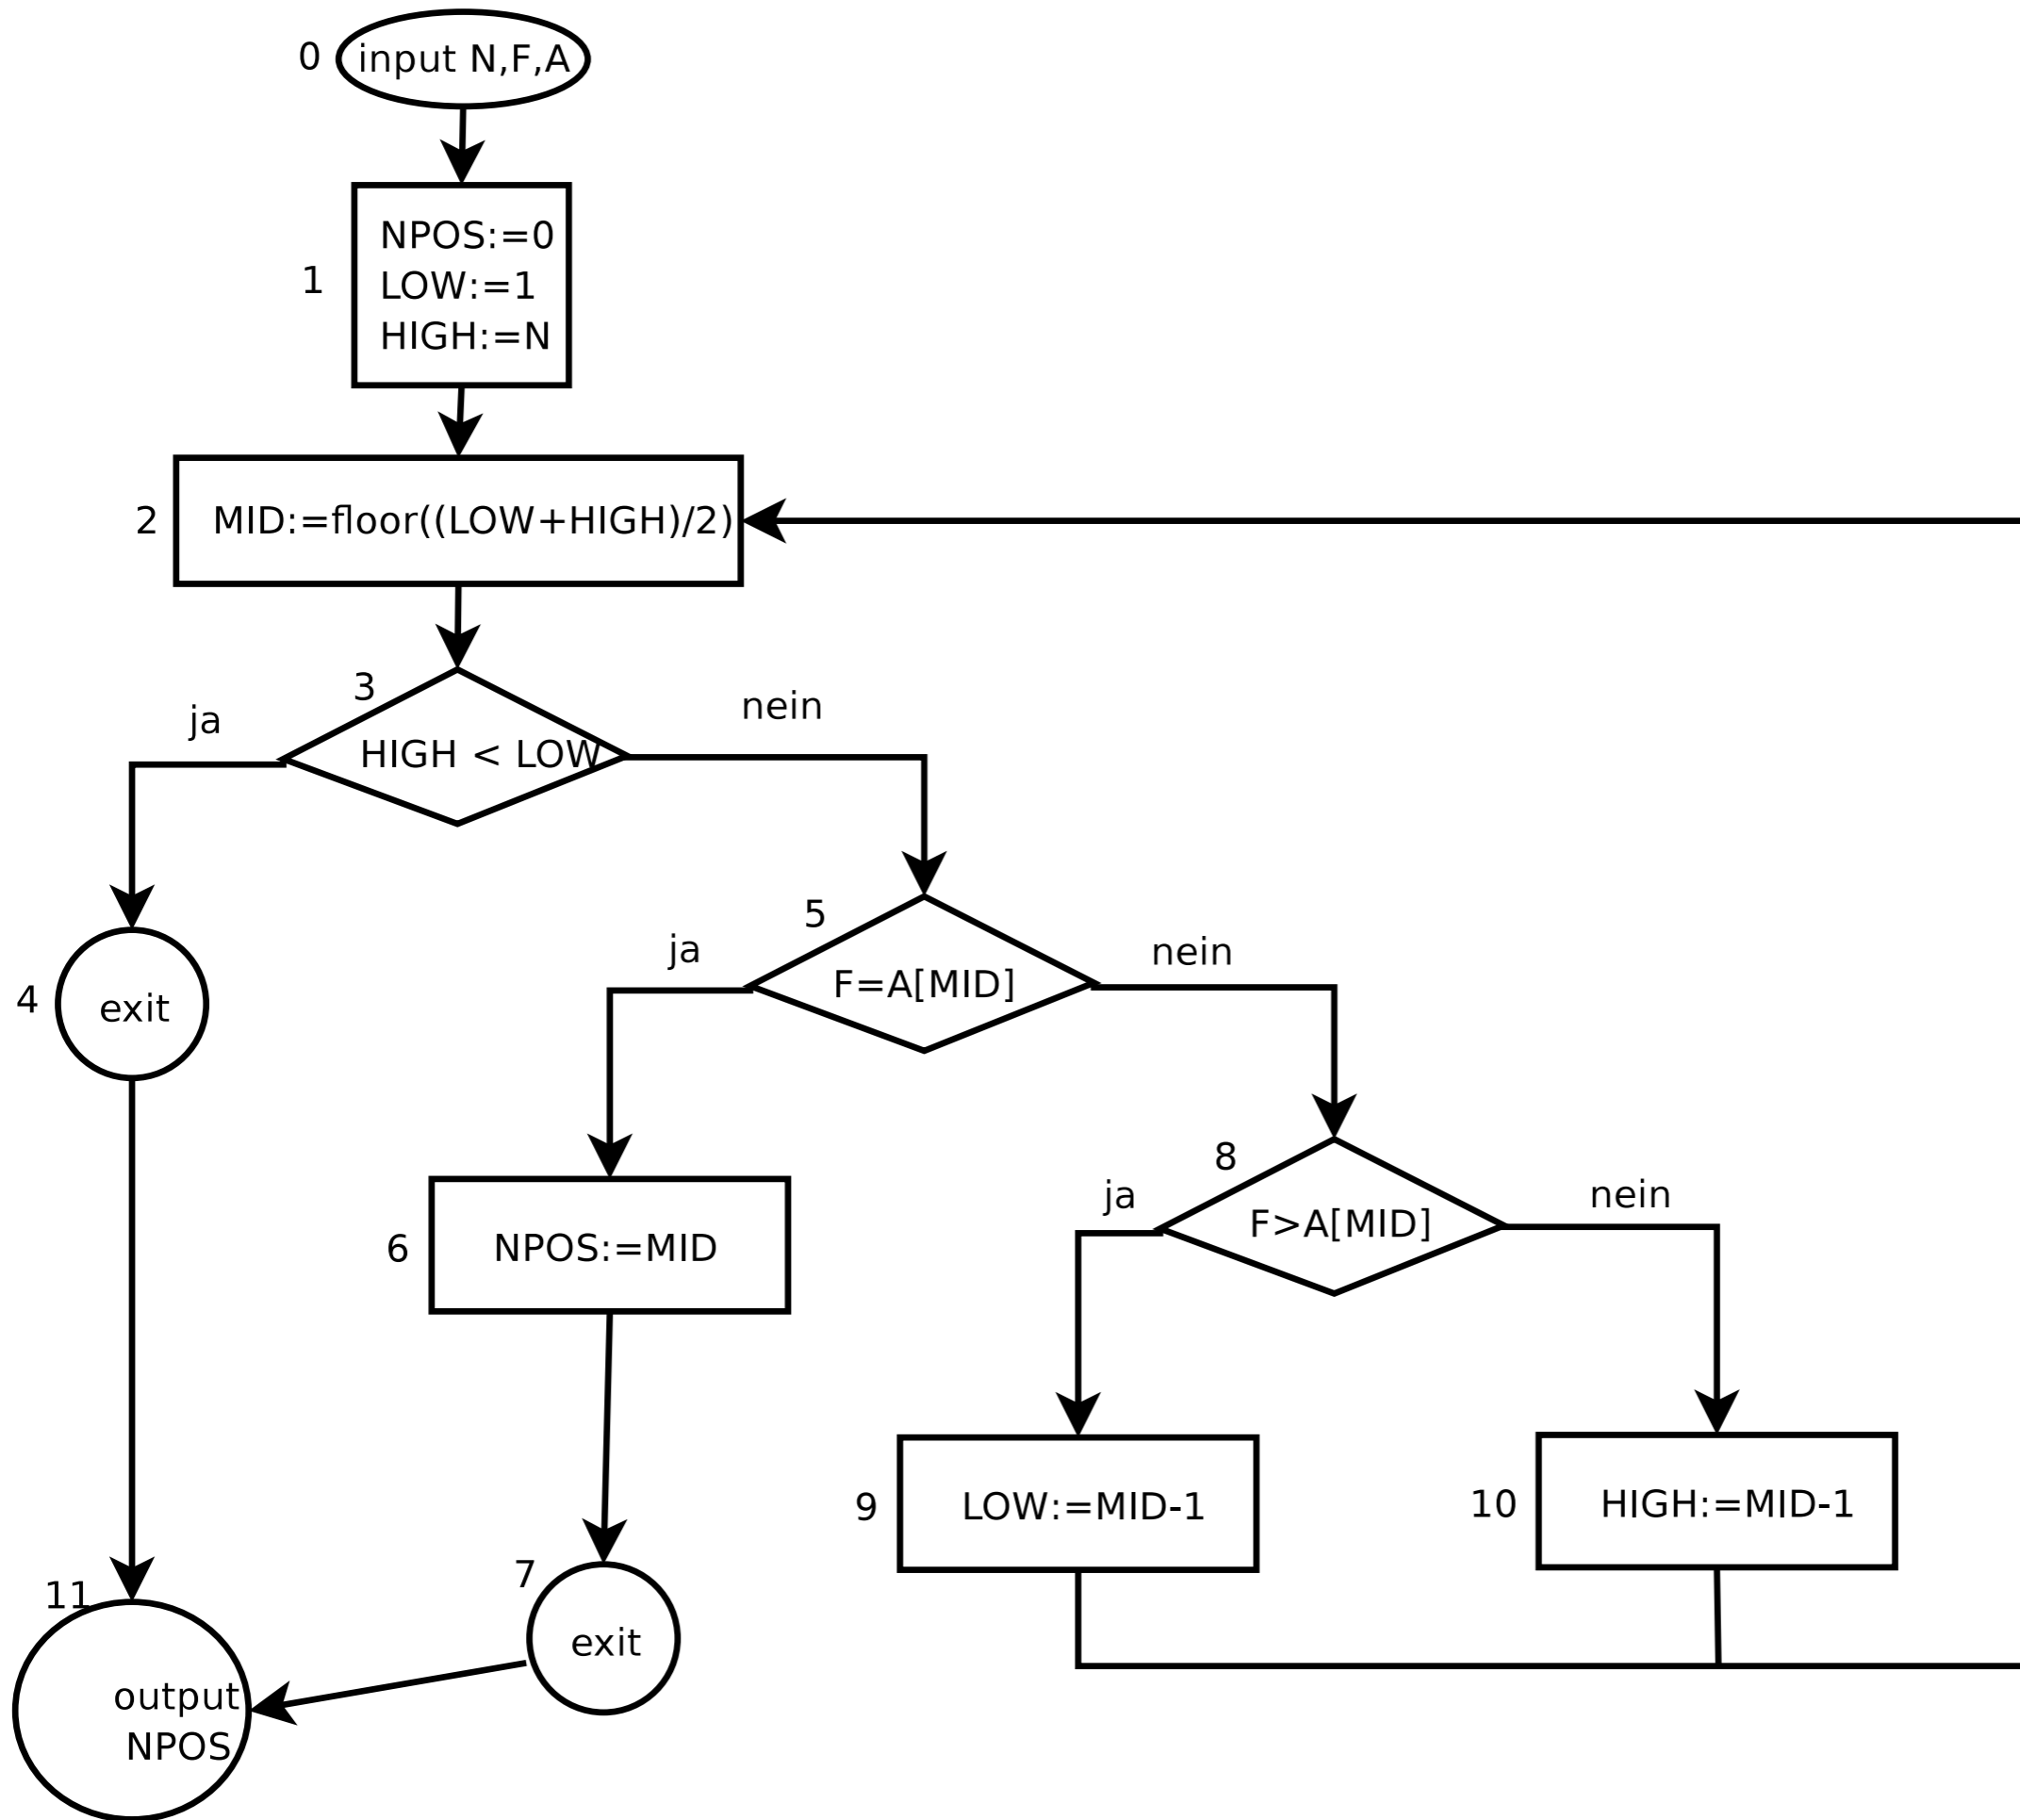 0
input N,F,A
1
NPOS:=0
LOW:=1
HIGH:=N
2
MID:=floor((LOW+HIGH)/2)
3
ja
nein
HIGH < LOW
4
exit
5
ja
nein
F=A[MID]
6
NPOS:=MID
8
ja
nein
F>A[MID]
9
LOW:=MID-1
10
HIGH:=MID-1
7
exit
11
output
NPOS